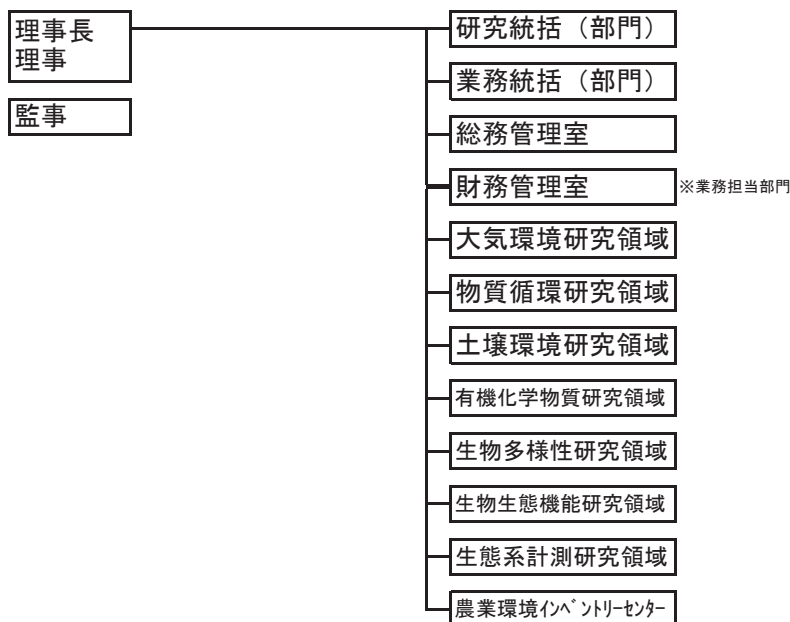 理事長
理事
監事
研究統括（部門）
業務統括（部門）
総務管理室
財務管理室
※業務担当部門
大気環境研究領域
物質循環研究領域
土壌環境研究領域
有機化学物質研究領域
生物多様性研究領域
生物生態機能研究領域
生態系計測研究領域
農業環境ｲﾝﾍﾞﾝﾄﾘｰｾﾝﾀｰ